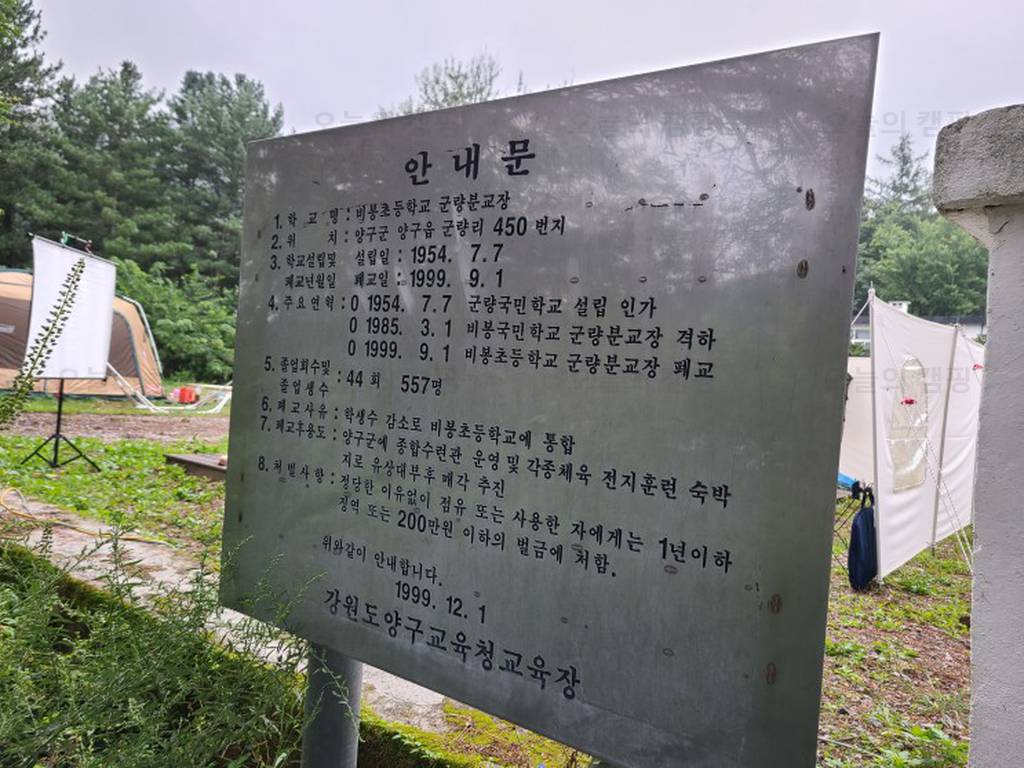 안내문
1. 학 교 명 : 비봉초등학교 군량분교장
2. 위 치 : 양구군 양구읍 군량리 450 번지
3. 학교설립및 설립일 : 1954. 7. 7
폐교년월일 폐교일 : 1999. 9. 1
4. 주요연혁 : O 1954. 7. 7 군량국민학교 설립 인가
O 1985. 3. 1 비봉국민학교 군량분교장 격하
O 1999. 9. 1 비봉초등학교 군량분교장 폐교
5. 졸업회수및
졸업생수 : 44 회 557명
6. 폐교사유 : 학생수 감소로 비봉초등학교에 통합
7. 폐교후용도 : 양구군에 종합수련관 운영 및 각종체육 전지훈련 숙박
지로 유상대부후 매각 추진
8. 처벌사항 : 정당한 이유없이 점유 또는 사용한 자에게는 1년이하
징역 또는 200만원 이하의 벌금에 처함.
위와같이 안내합니다.
1999. 12. 1
강원도양구교육청교육장